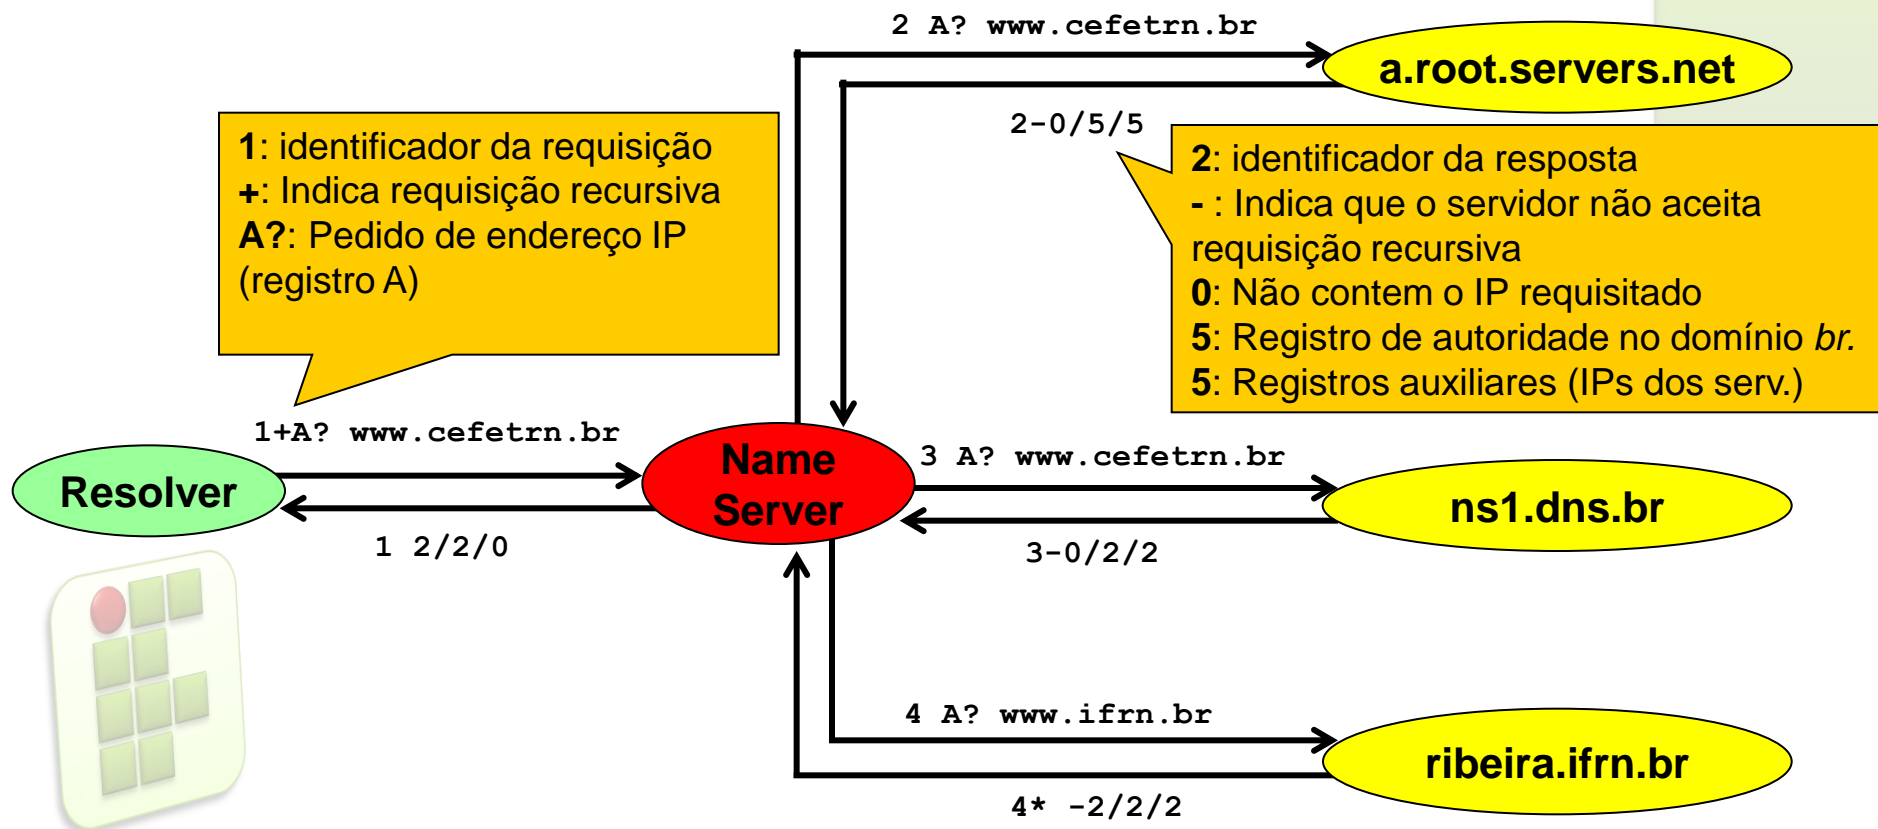 2 A? www.cefetrn.br
a.root.servers.net
2-0/5/5
1: identificador da requisição
+: Indica requisição recursiva
A?: Pedido de endereço IP
(registro A)
2: identificador da resposta
- : Indica que o servidor não aceita
requisição recursiva
0: Não contem o IP requisitado
5: Registro de autoridade no domínio br.
5: Registros auxiliares (IPs dos serv.)
1+A? www.cefetrn.br
Resolver
1 2/2/0
Name
Server
3 A? www.cefetrn.br
ns1.dns.br
3-0/2/2
4 A? www.ifrn.br
ribeira.ifrn.br
4* -2/2/2